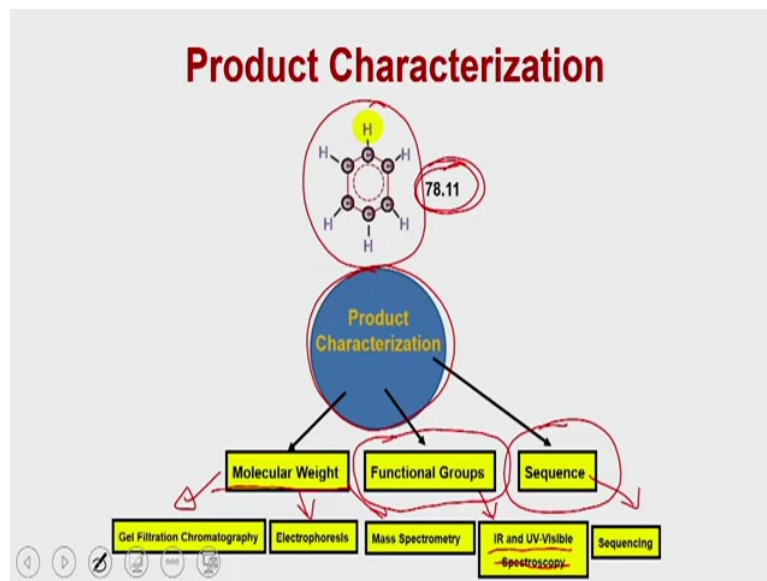 Product Characterization
H
H
H
C
C
C
78.11
C
C
C
H
H
H
Product
Characterization
Molecular Weight
Functional Groups
Sequence
Gel Filtration Chromatography
Electrophoresis
Mass Spectrometry
IR and UV-Visible
Spectroscopy
Sequencing